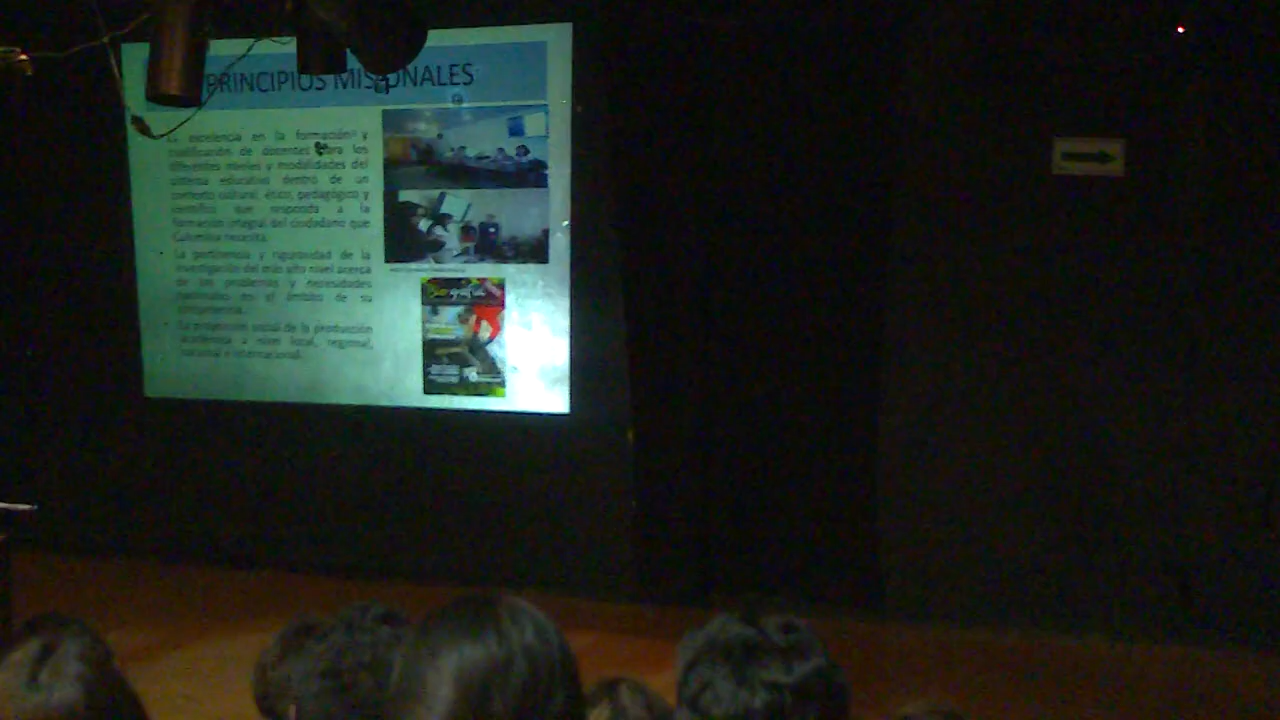 PRINCIPIOS MISIONALES
La excelencia en la formación y
cualificación de docentes para los
diferentes niveles y modalidades del
sistema educativo dentro de un
contexto cultural, ético, pedagógico y
científico que responda a la
formación integral del ciudadano que
Colombia necesita.
La pertinencia y rigurosidad de la
investigación del más alto nivel acerca
de los problemas y necesidades
nacionales en el ámbito de su
competencia.
La proyección social de la producción
académica a nivel local, regional,
nacional e internacional.
Bio-grafía